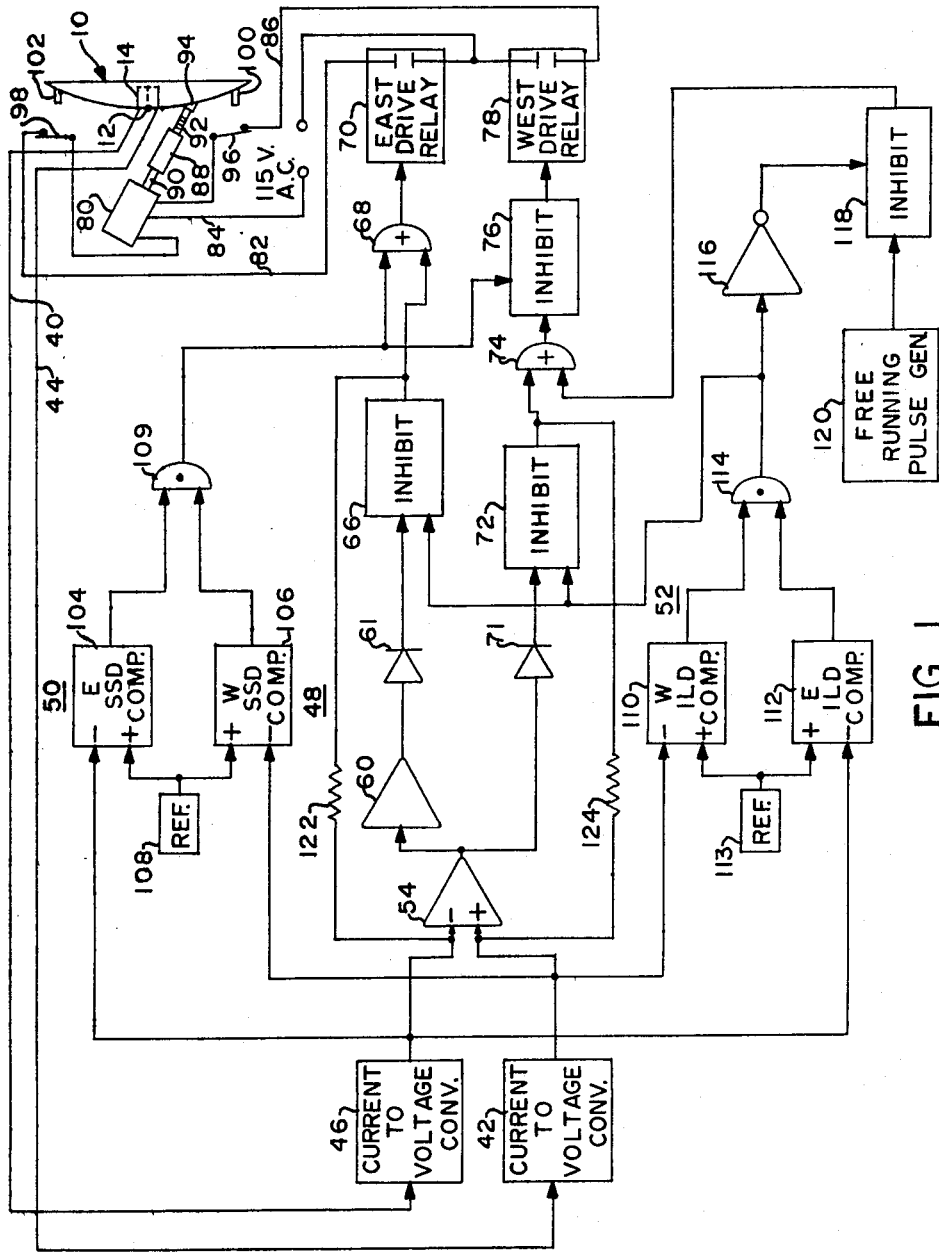 102
10
14
98
12
100
94
92
88
90
80
96
86
115 V.
A.C.
84
82
40
44
70
EAST
DRIVE
RELAY
78
WEST
DRIVE
RELAY
68
+
76
INHIBIT
74
+
116
118
INHIBIT
120
FREE
RUNNING
PULSE GEN.
109
•
66
INHIBIT
72
INHIBIT
114
•
50
104
E
SSD
COMP.
-
+
106
W
SSD
COMP.
+
-
48
108
REF.
61
71
60
122
124
54
-
+
52
110
W
ILD
COMP.
-
+
112
E
ILD
COMP.
+
-
113
REF.
46
CURRENT
TO
VOLTAGE
CONV.
42
CURRENT
TO
VOLTAGE
CONV.
FIG. 1